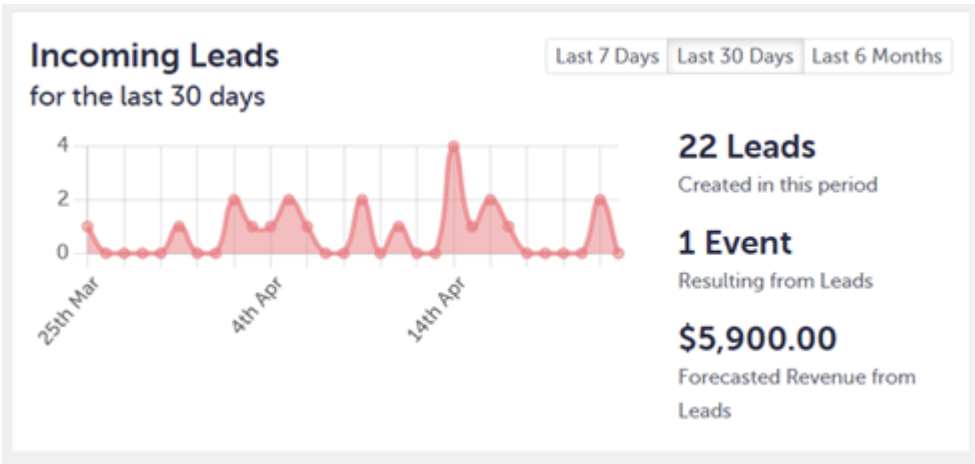 Incoming Leads
for the last 30 days
Last 7 Days
Last 30 Days
Last 6 Months
4
2
0
25th Mar
4th Apr
14th Apr
22 Leads
Created in this period
1 Event
Resulting from Leads
$5,900.00
Forecasted Revenue from
Leads